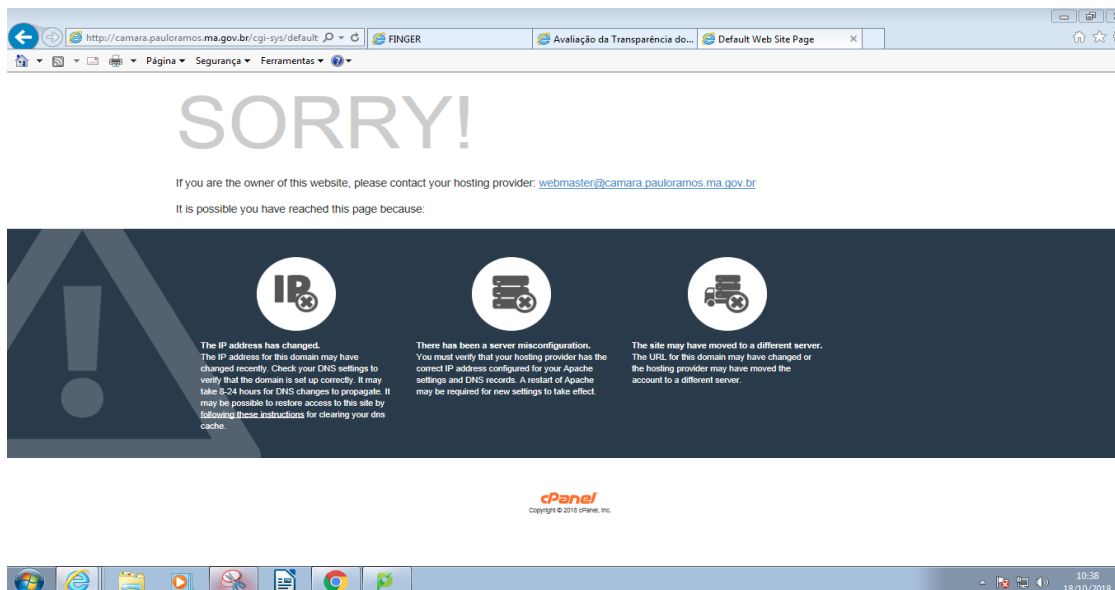 http://camara.pauloramos.ma.gov.br/cgi-sys/default
FINGER
Avaliação da Transparência do...
Default Web Site Page
Página
Segurança
Ferramentas
SORRY!
If you are the owner of this website, please contact your hosting provider: webmaster@camara.pauloramos.ma.gov.br
It is possible you have reached this page because:
IP
The IP address has changed.
The IP address for this domain may have
changed recently. Check your DNS settings to
verify that the domain is set up correctly. It may
take 8-24 hours for DNS changes to propagate. It
may be possible to restore access to this site by
following these instructions for clearing your dns
cache.
There has been a server misconfiguration.
You must verify that your hosting provider has the
correct IP address configured for your Apache
settings and DNS records. A restart of Apache
may be required for new settings to take effect.
The site may have moved to a different server.
The URL for this domain may have changed or
the hosting provider may have moved the
account to a different server.
cPanel
Copyright © 2016 cPanel, Inc.
10:38
18/10/2018